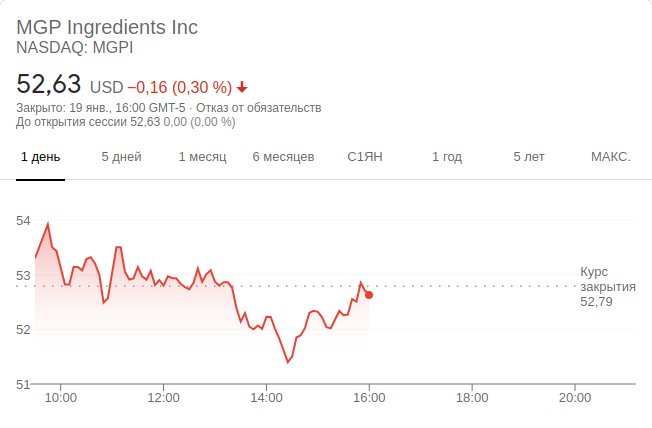 MGP Ingredients Inc
NASDAQ: MGPI
52,63 USD −0,16 (0,30 %)
Закрыто: 19 янв., 16:00 GMT-5 · Отказ от обязательств
До открытия сессии 52,63 0,00 (0,00 %)
1 день 5 дней 1 месяц 6 месяцев С1ЯН 1 год 5 лет МАКС.
54
53
52
51
Курс
закрытия
52,79
10:00 12:00 14:00 16:00 18:00 20:00